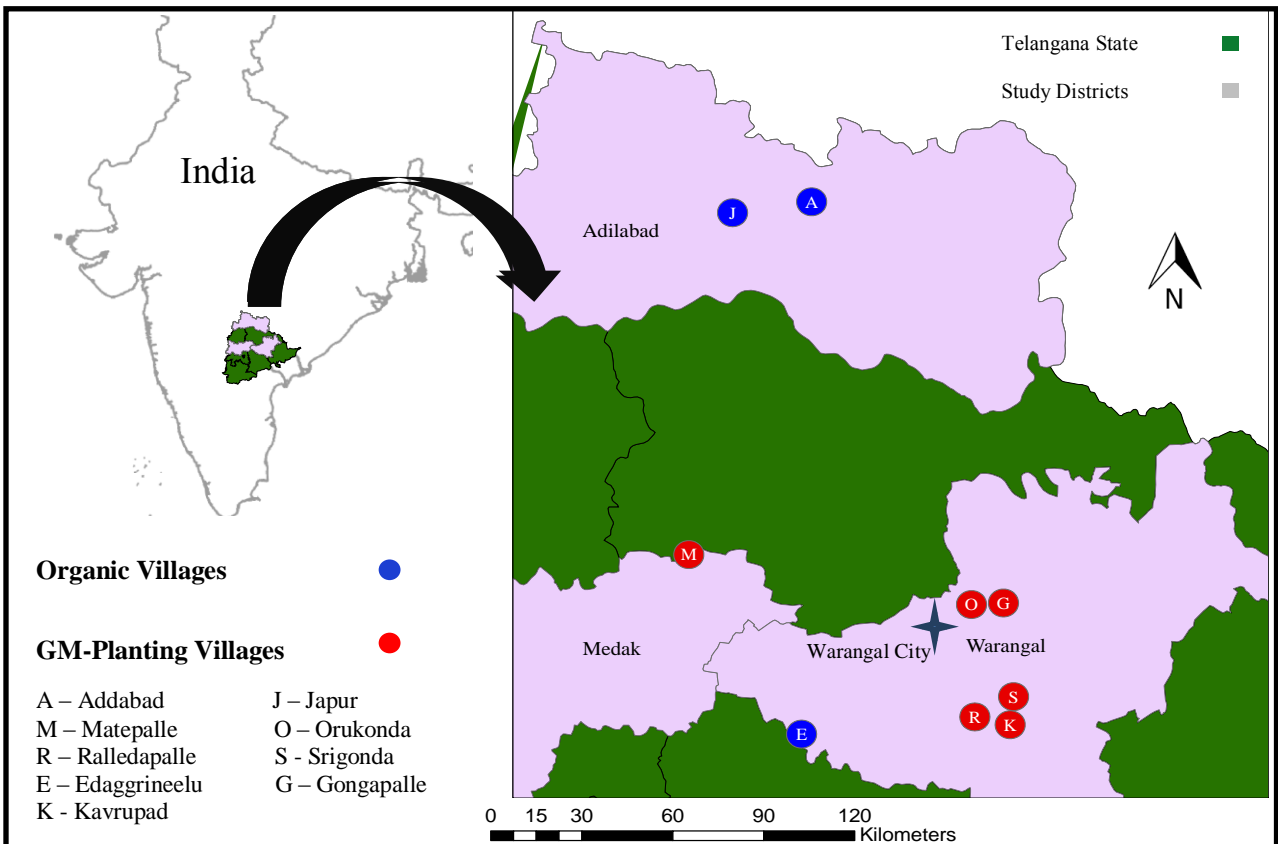 India
Telangana State
Study Districts
Adilabad
J
A
N
M
O
G
Medak
Warangal City
Warangal
S
R
K
E
Organic Villages
GM-Planting Villages
A – Addabad
J – Japur
M – Matepalle
O – Orukonda
R – Ralledapalle
S - Srigonda
E – Edaggrineelu
G – Gongapalle
K - Kavrupad
0 15 30 60 90 120
Kilometers